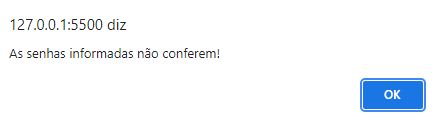 127.0.0.1:5500 diz
As senhas informadas não conferem!
OK